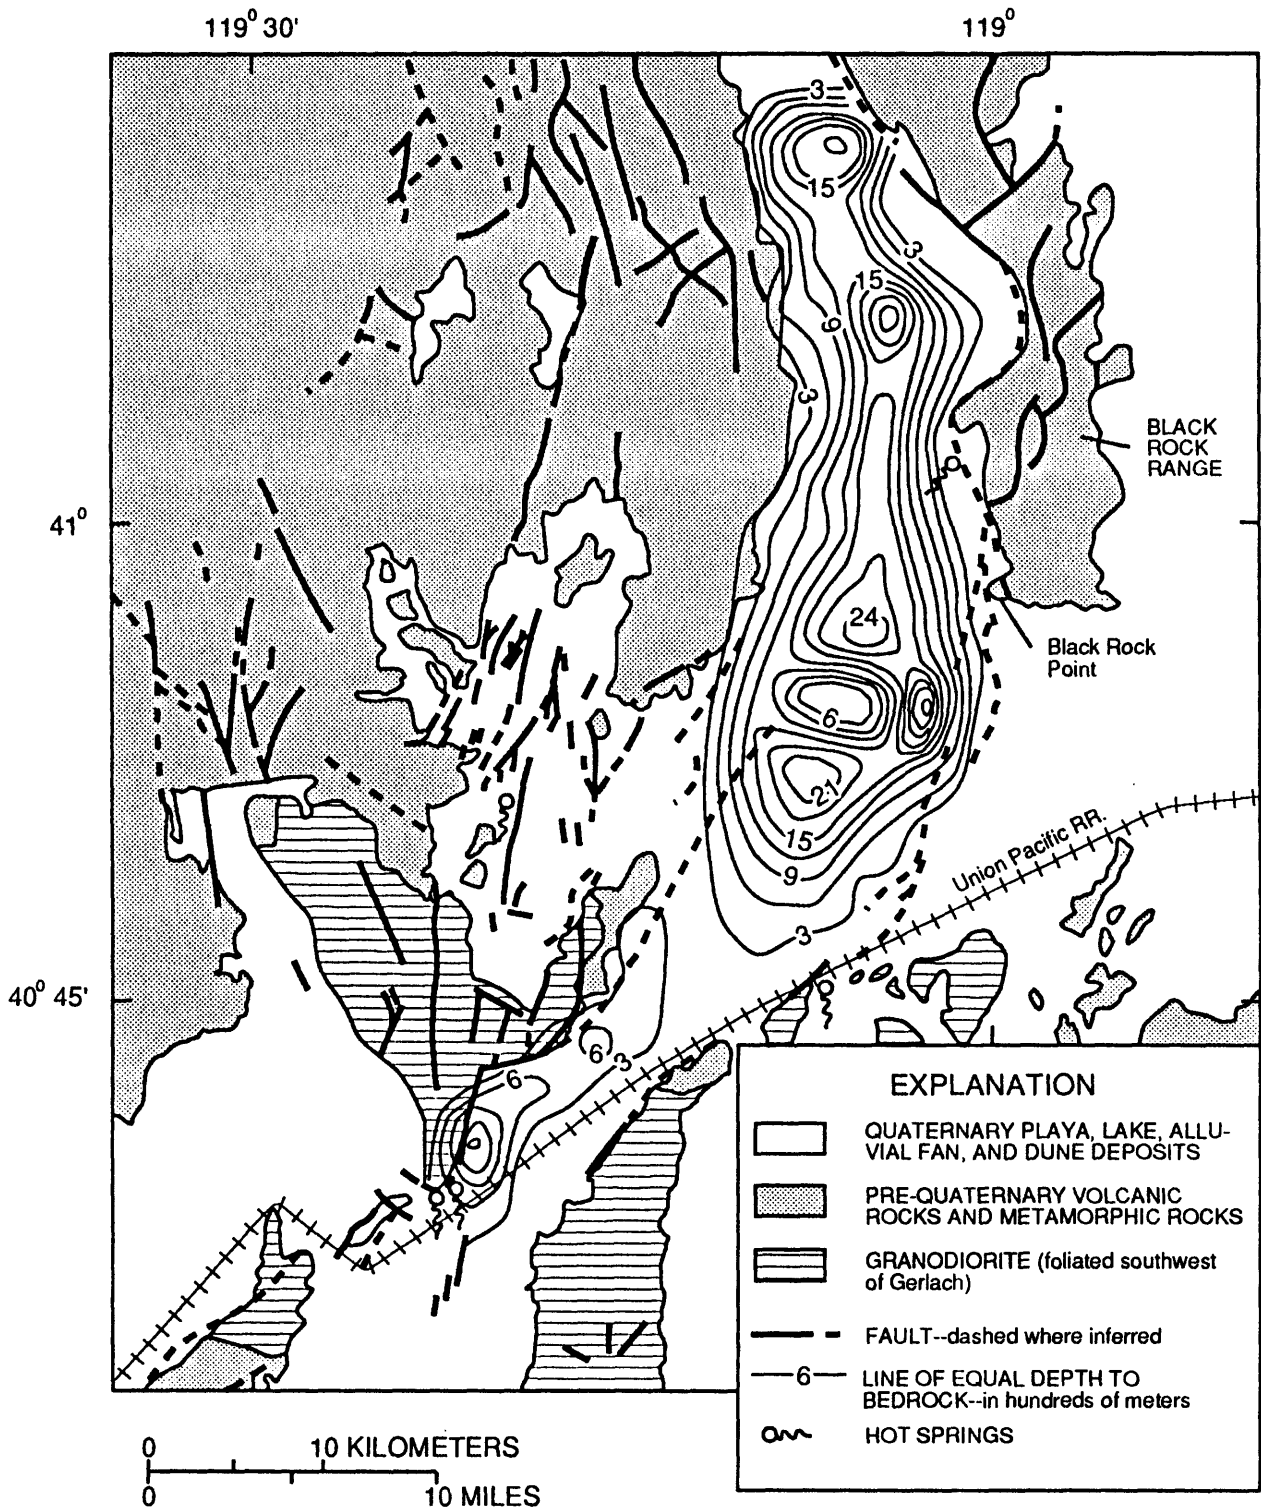 119° 30'
119°
3
15
3
15
9
3
BLACK
ROCK
RANGE
41°
24
Black Rock
Point
6
21
15
9
3
Union Pacific RR.
40° 45'
6
3
6
EXPLANATION
QUATERNARY PLAYA, LAKE, ALLU-
VIAL FAN, AND DUNE DEPOSITS
PRE-QUATERNARY VOLCANIC
ROCKS AND METAMORPHIC ROCKS
GRANODIORITE (foliated southwest
of Gerlach)
FAULT--dashed where inferred
6
LINE OF EQUAL DEPTH TO
BEDROCK--in hundreds of meters
HOT SPRINGS
0 10 KILOMETERS
0 10 MILES